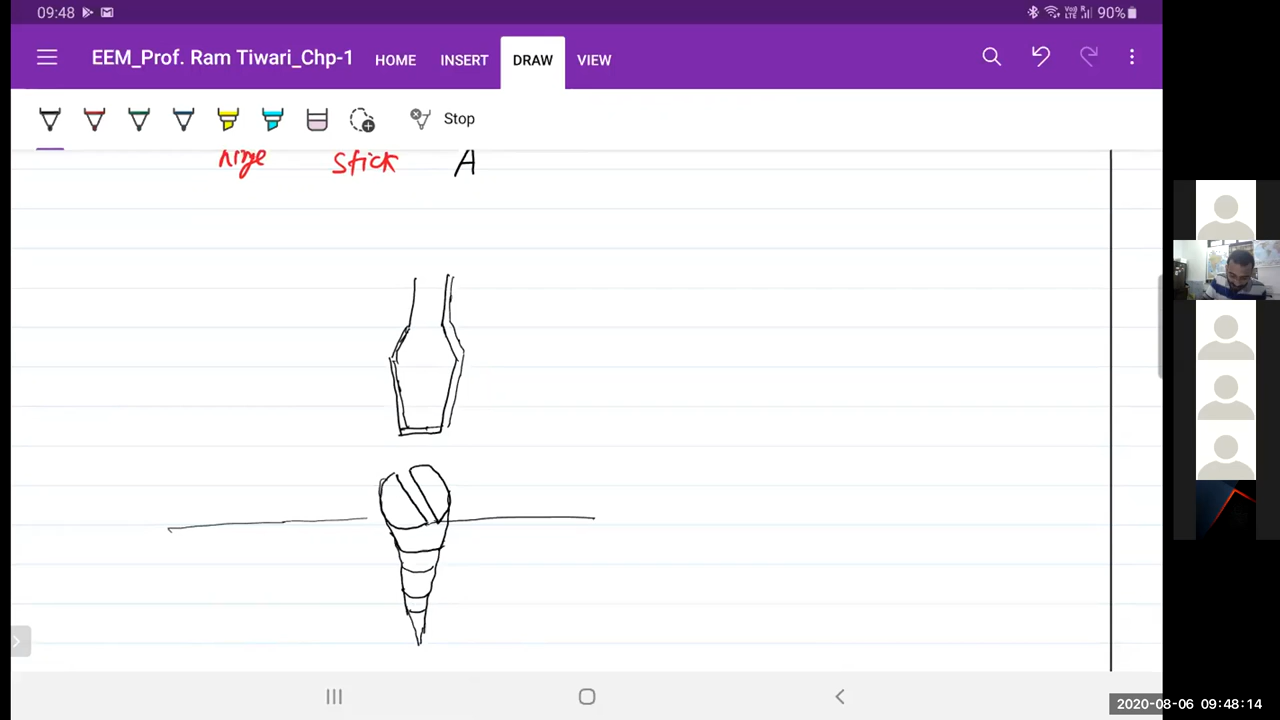 09:48 90%
EEM_Prof. Ram Tiwari_Chp-1 HOME INSERT DRAW VIEW
Stop
Stick A
2020-08-06 09:48:14